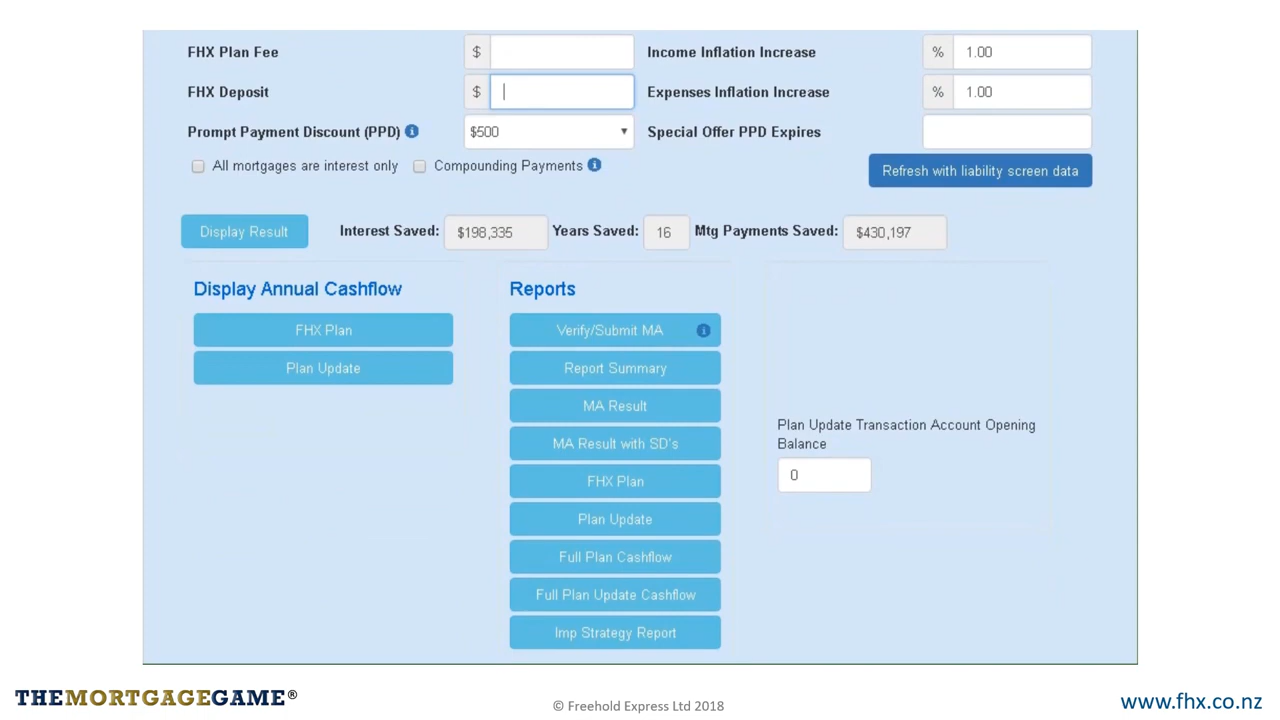 FHX Plan Fee $ Income Inflation Increase % 1.00
FHX Deposit $ Expenses Inflation Increase % 1.00
Prompt Payment Discount (PPD) $500 Special Offer PPD Expires
All mortgages are interest only Compounding Payments Refresh with liability screen data
Display Result Interest Saved: $198,335 Years Saved: 16 Mtg Payments Saved: $430,197
Display Annual Cashflow
FHX Plan
Plan Update
Reports
Verify/Submit MA
Report Summary
MA Result
MA Result with SD's
FHX Plan
Plan Update
Full Plan Cashflow
Full Plan Update Cashflow
Imp Strategy Report
Plan Update Transaction Account Opening
Balance
0
THEMORTGAGEGAME®
© Freehold Express Ltd 2018
www.fhx.co.nz